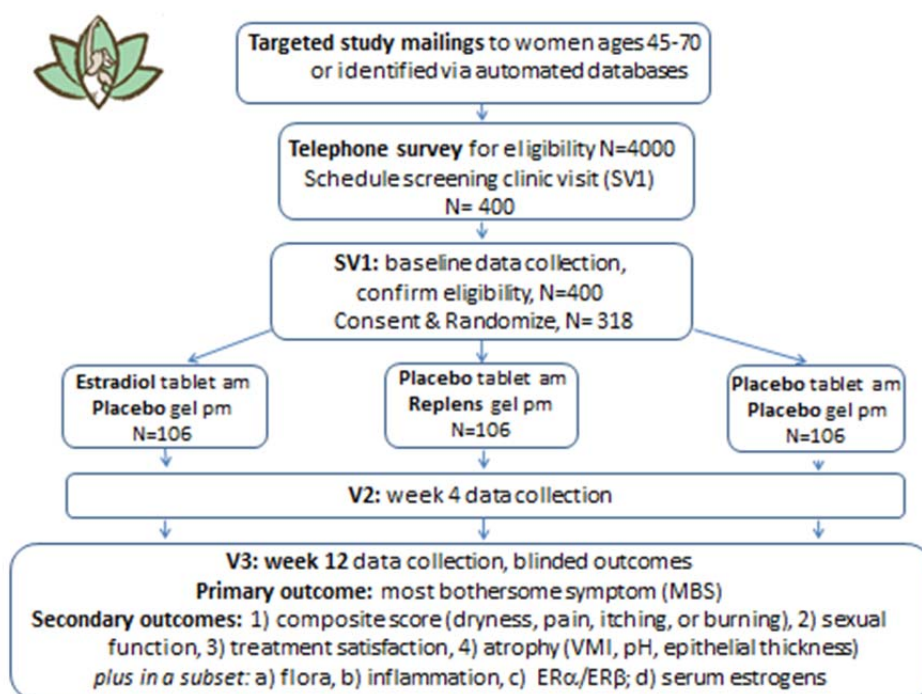 Targeted study mailings to women ages 45-70
or identified via automated databases
Telephone survey for eligibility N=4000
Schedule screening clinic visit (SV1)
N= 400
SV1: baseline data collection,
confirm eligibility, N=400
Consent & Randomize, N= 318
Estradiol tablet am
Placebo gel pm
N=106
Placebo tablet am
Replens gel pm
N=106
Placebo tablet am
Placebo gel pm
N=106
V2: week 4 data collection
V3: week 12 data collection, blinded outcomes
Primary outcome: most bothersome symptom (MBS)
Secondary outcomes: 1) composite score (dryness, pain, itching, or burning), 2) sexual
function, 3) treatment satisfaction, 4) atrophy (VMI, pH, epithelial thickness)
plus in a subset: a) flora, b) inflammation, c) ERα/ERβ; d) serum estrogens